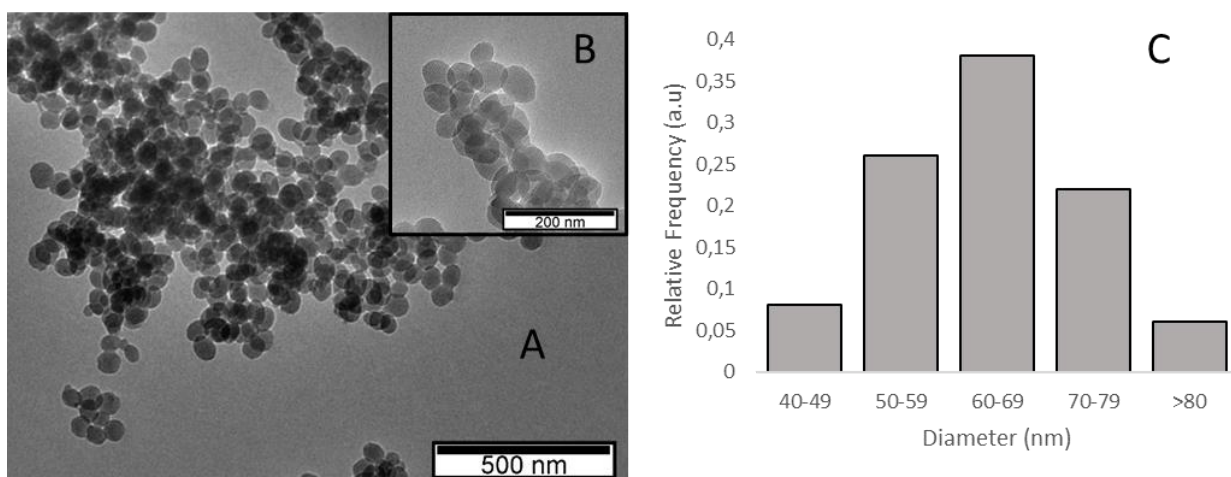 A
500 nm
B
200 nm
C
Relative Frequency (a.u)
0,4
0,35
0,3
0,25
0,2
0,15
0,1
0,05
0
40-49
50-59
60-69
70-79
>80
Diameter (nm)